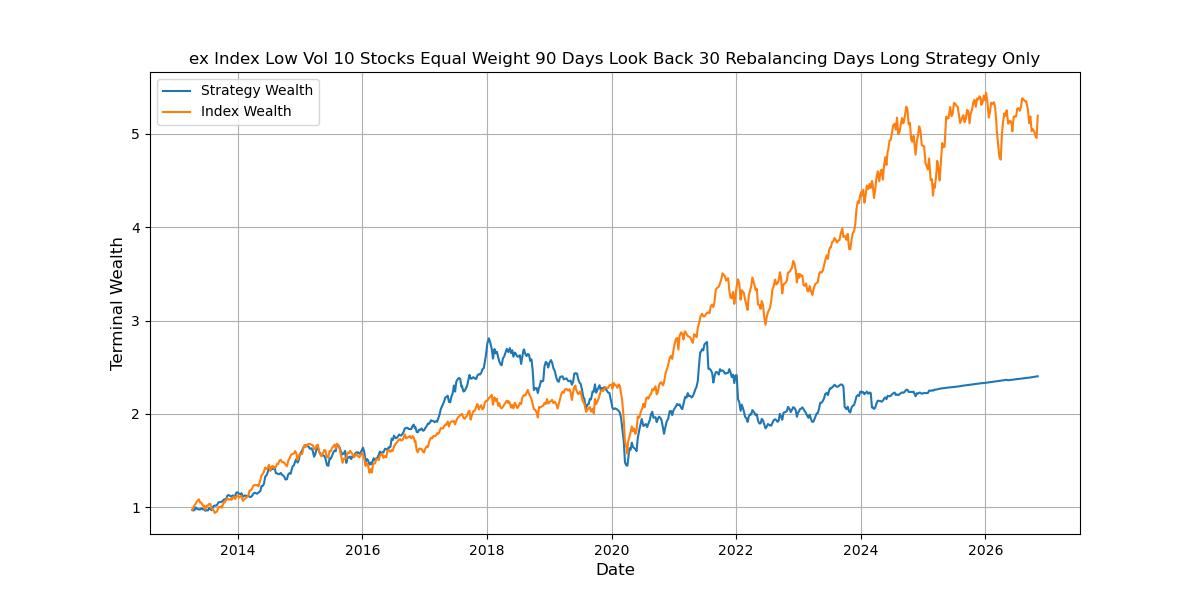 ex Index Low Vol 10 Stocks Equal Weight 90 Days Look Back 30 Rebalancing Days Long Strategy Only
Strategy Wealth
Index Wealth
Terminal Wealth
5
4
3
2
1
2014 2016 2018 2020 2022 2024 2026
Date